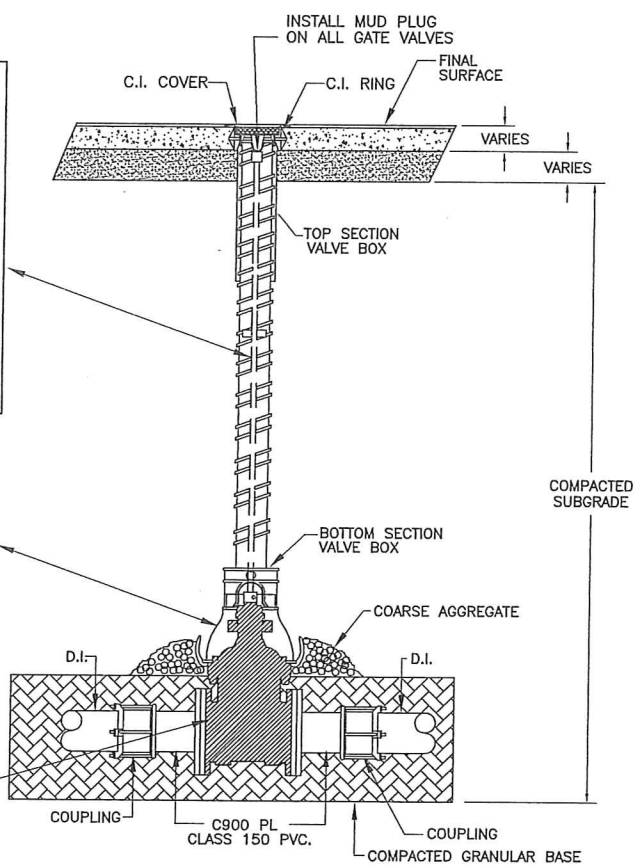 INSTALL MUD PLUG
ON ALL GATE VALVES
C.I. COVER
C.I. RING
FINAL
SURFACE
VARIES
VARIES
TOP SECTION
VALVE BOX
COMPACTED
SUBGRADE
BOTTOM SECTION
VALVE BOX
COARSE AGGREGATE
D.I.
D.I.
COUPLING
C900 PL
CLASS 150 PVC.
COUPLING
COMPACTED GRANULAR BASE